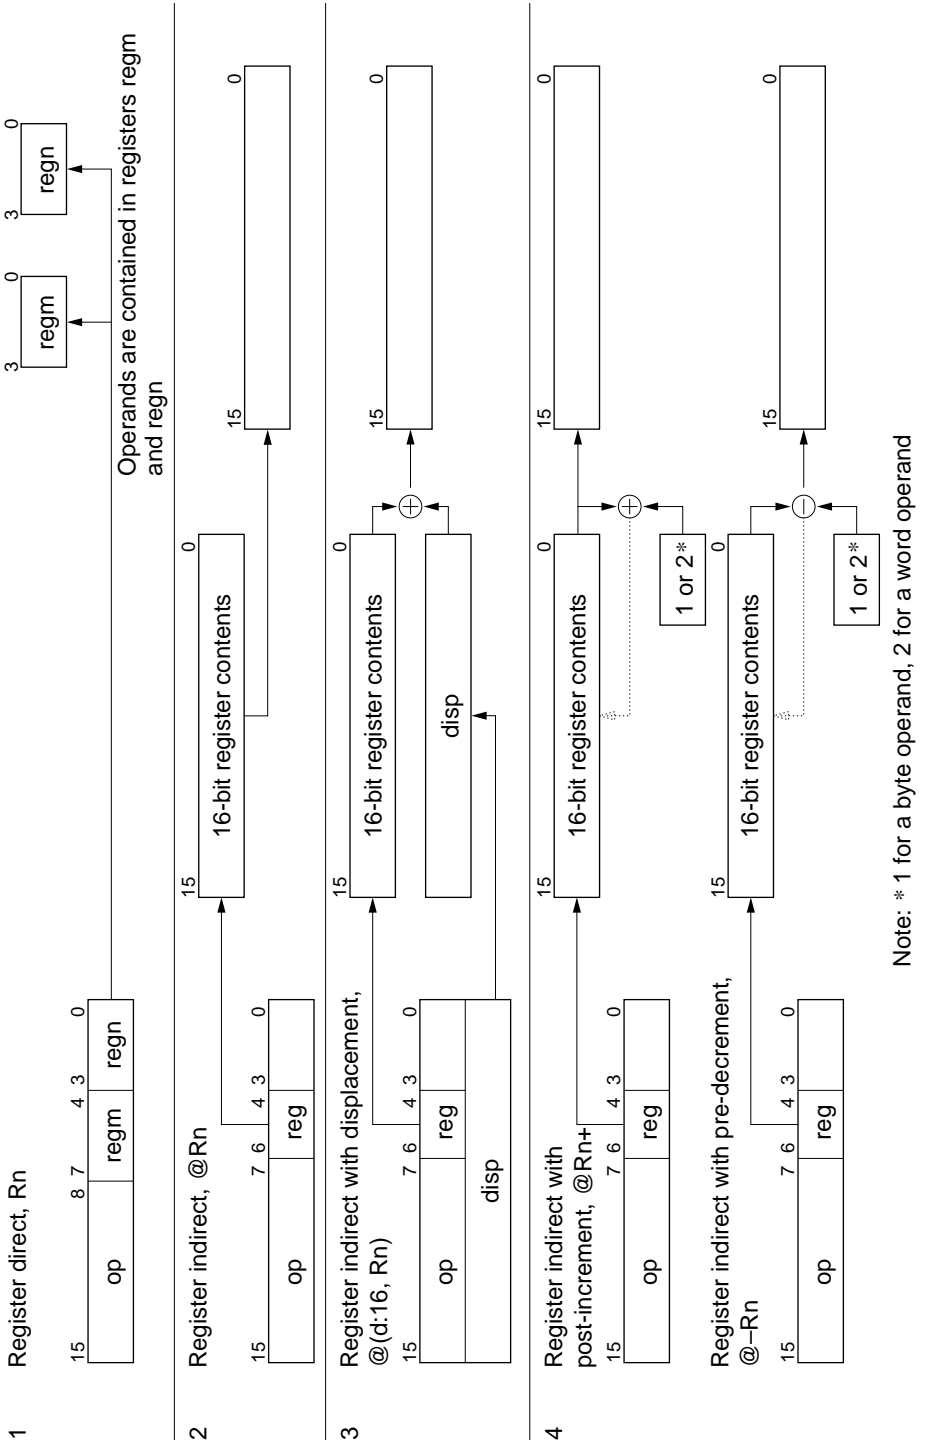 1
Register direct, Rn
15 8 7 4 3 0
op regm regn
3 0 3 0
regm regn
Operands are contained in registers regm
and regn
2
Register indirect, @Rn
15 0
16-bit register contents
15 0
15 7 6 4 3 0
op reg
3
Register indirect with displacement,
@(d:16, Rn)
15 0
16-bit register contents
15 0
15 7 6 4 3 0
op reg
disp
disp
4
Register indirect with
post-increment, @Rn+
15 0
16-bit register contents
15 0
15 7 6 4 3 0
op reg
1 or 2*
Register indirect with pre-decrement,
@–Rn
15 0
16-bit register contents
15 0
15 7 6 4 3 0
op reg
1 or 2*
Note: * 1 for a byte operand, 2 for a word operand